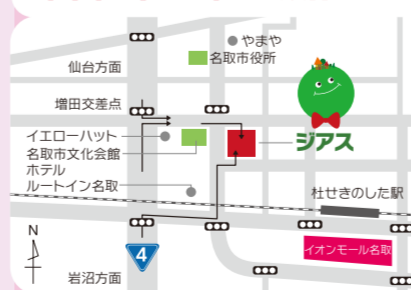 やまや
名取市役所
仙台方面
増田交差点
イエローハット
名取市文化会館
ホテル
ルートイン名取
ジアス
杜せきのした駅
イオンモール名取
N
4
岩沼方面